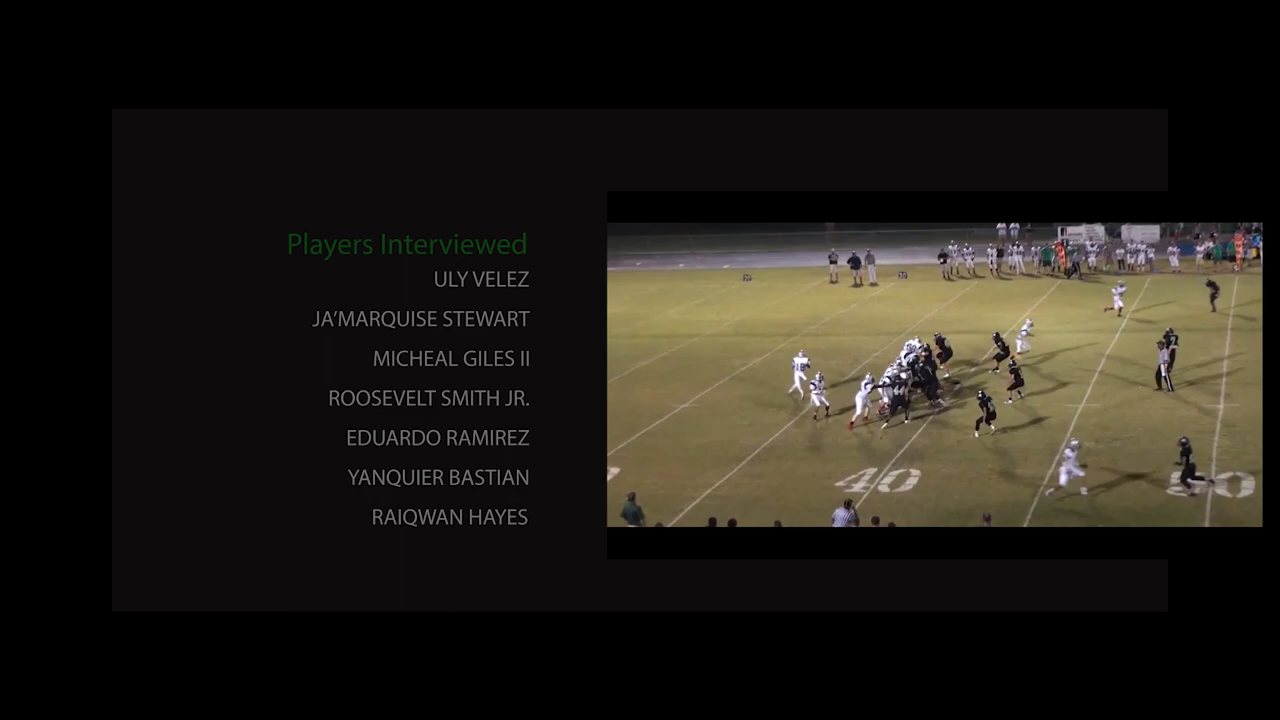 Players Interviewed
ULY VELEZ
JA’MARQUISE STEWART
MICHEAL GILES II
ROOSEVELT SMITH JR.
EDUARDO RAMIREZ
YANQUIER BASTIAN
RAIQWAN HAYES
40
50